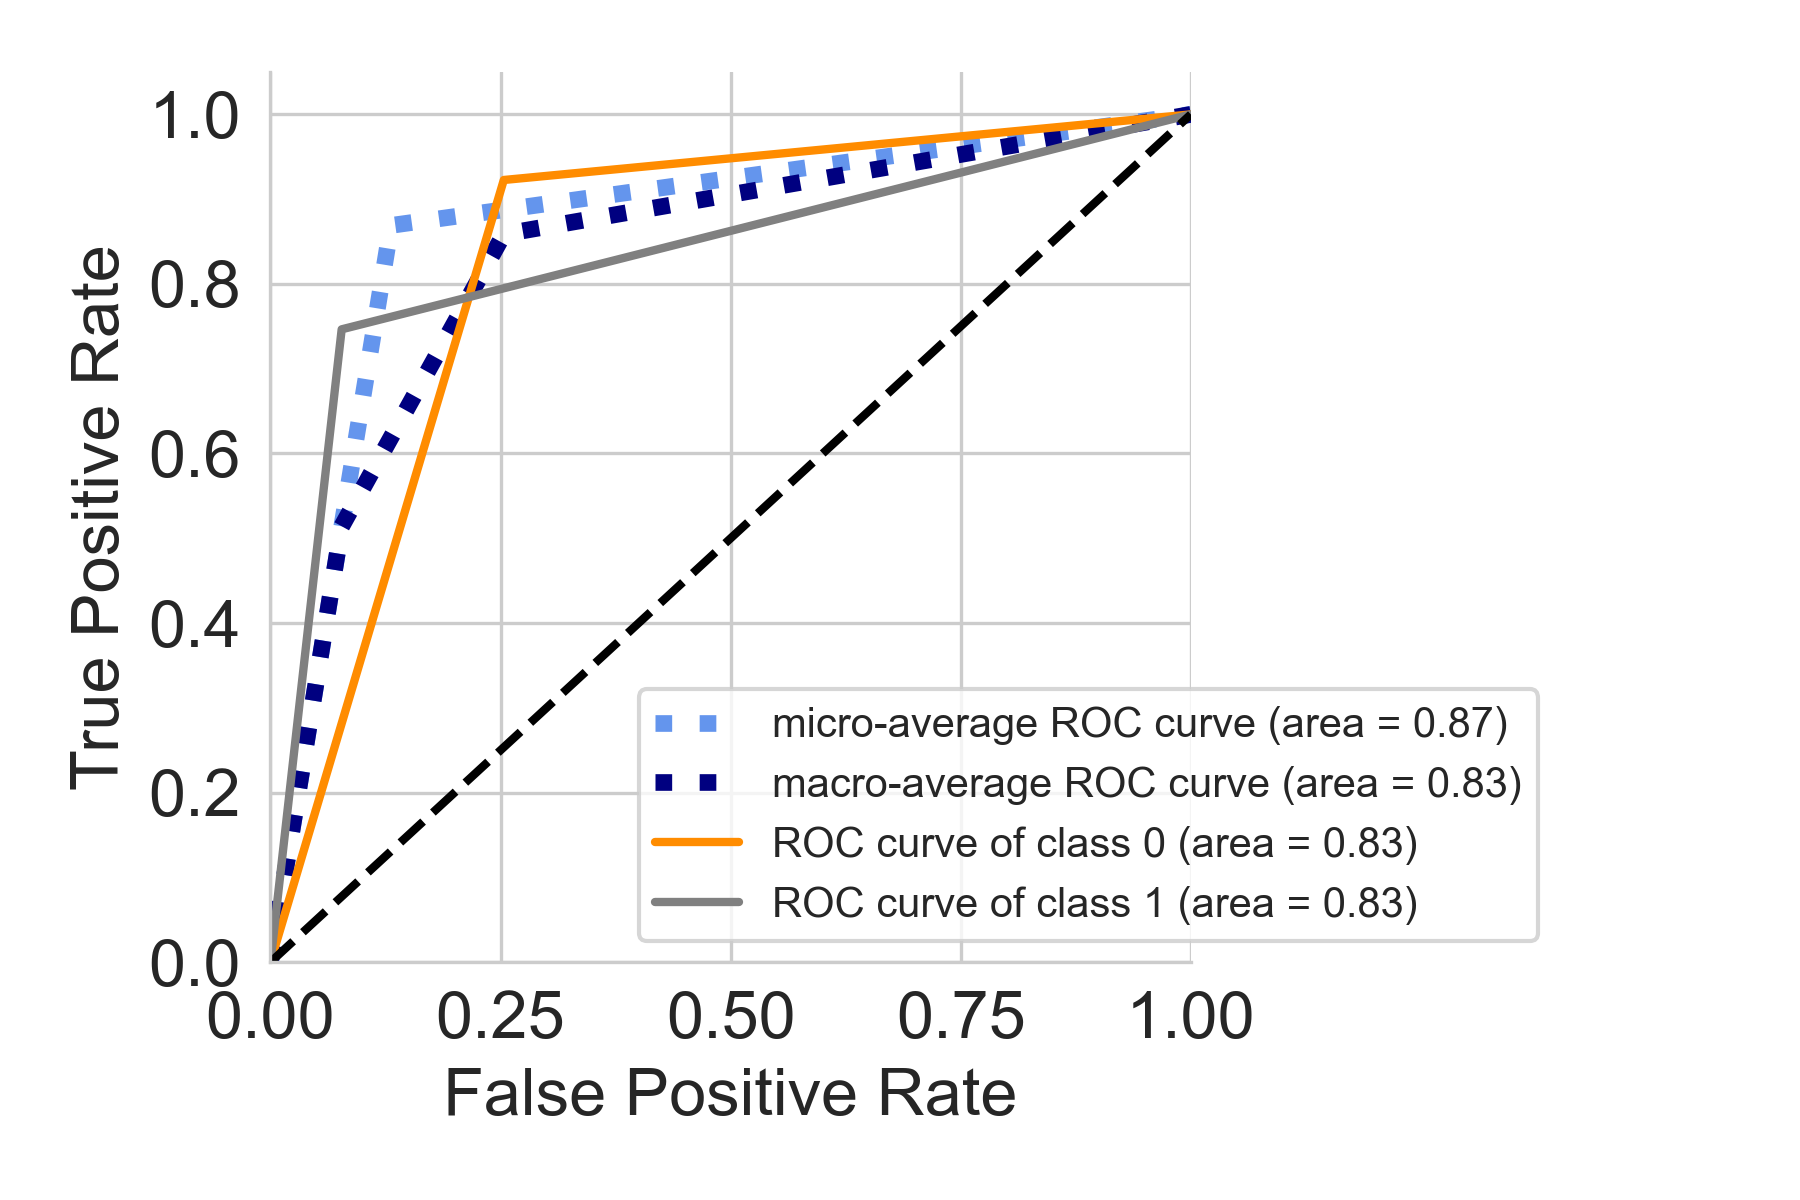 True Positive Rate
1.0
0.8
0.6
0.4
0.2
0.0
0.00 0.25 0.50 0.75 1.00
False Positive Rate
micro-average ROC curve (area = 0.87)
macro-average ROC curve (area = 0.83)
ROC curve of class 0 (area = 0.83)
ROC curve of class 1 (area = 0.83)